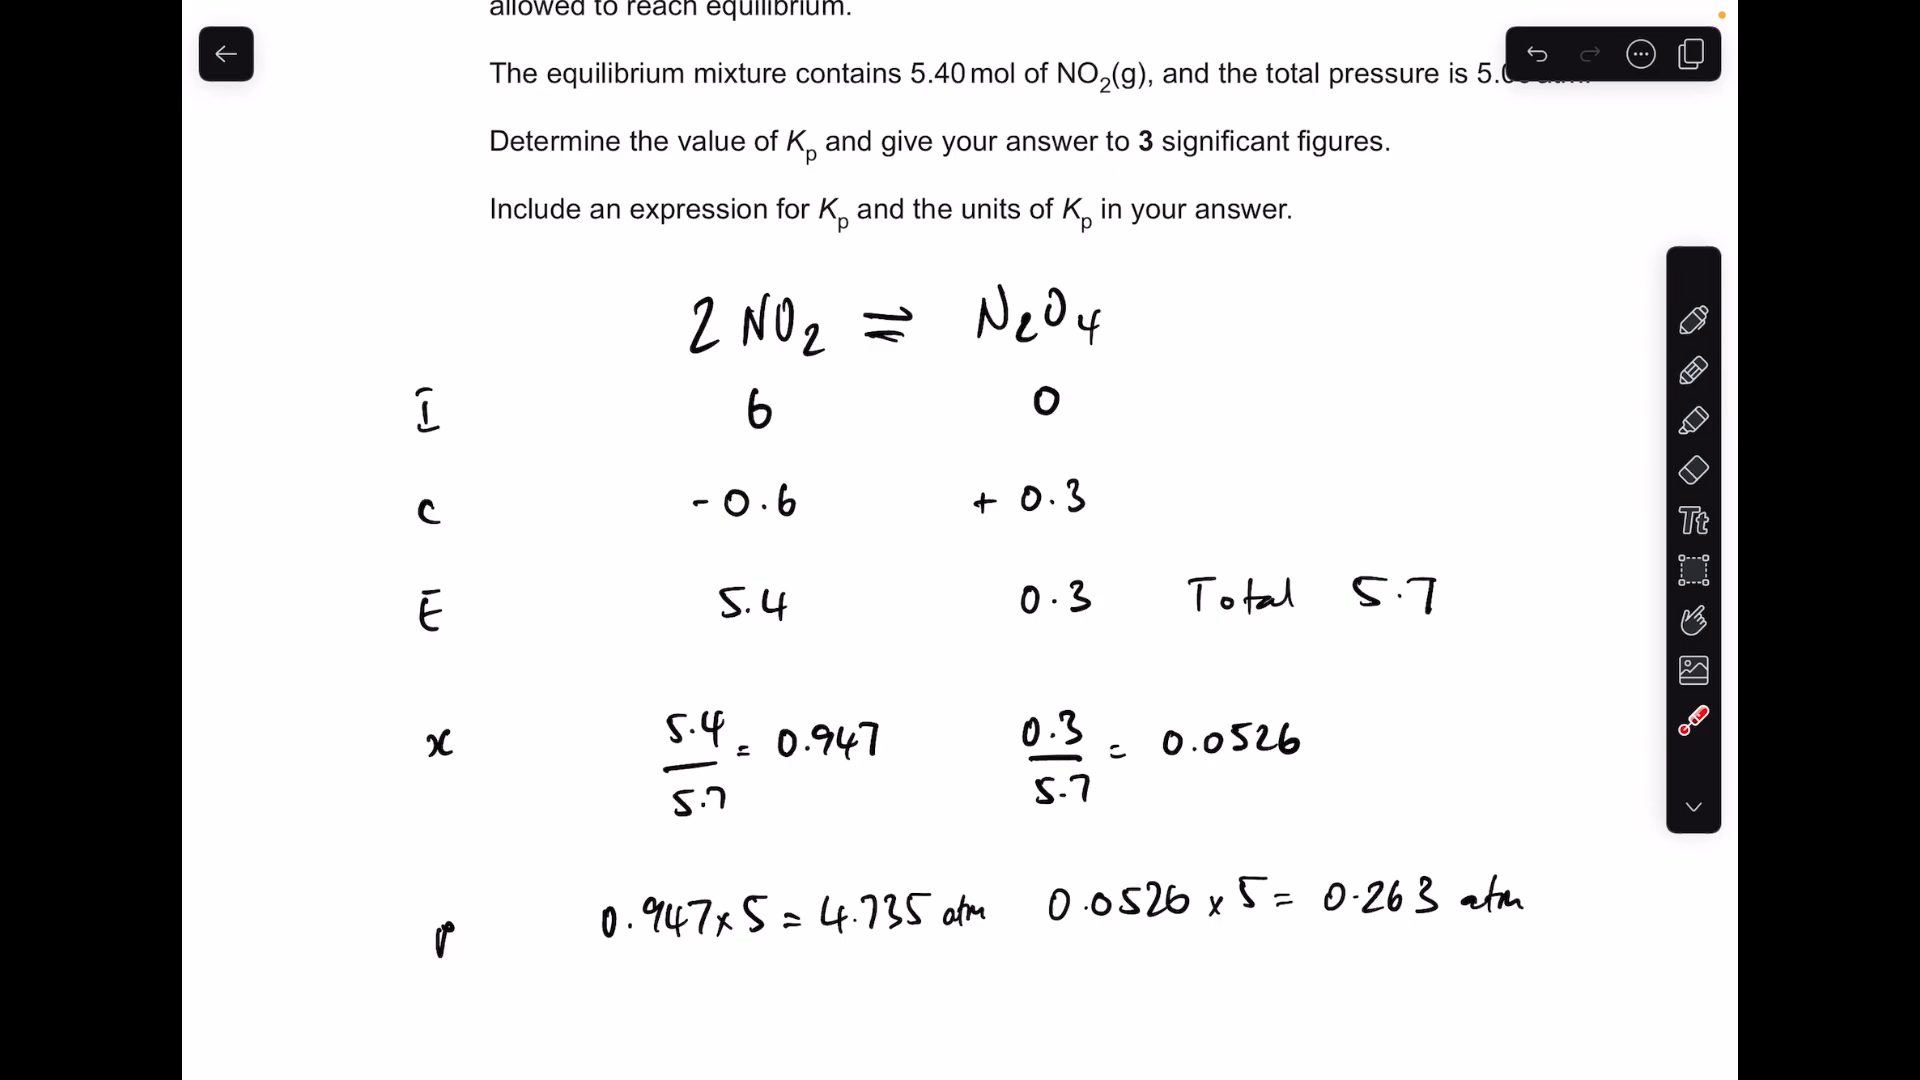 allowed to reach equilibrium.
The equilibrium mixture contains 5.40 mol of NO₂(g), and the total pressure is 5.
Determine the value of Kₚ and give your answer to 3 significant figures.
Include an expression for Kₚ and the units of Kₚ in your answer.
2 NO₂ ⇌ N₂O₄
I 6 0
C - 0.6 + 0.3
E 5.4 0.3 Total 5.7
x 5.4/5.7 = 0.947 0.3/5.7 = 0.0526
p 0.947 x 5 = 4.735 atm 0.0526 x 5 = 0.263 atm
Tt